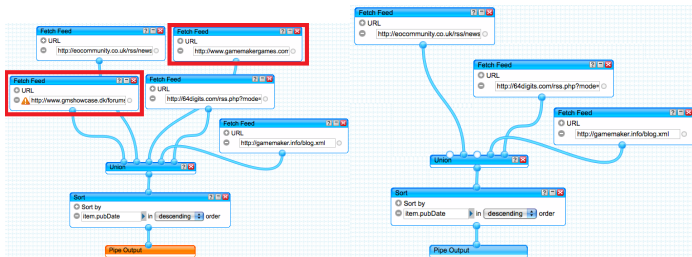 Fetch Feed
URL
http://eocommunity.co.uk/rss/news
Fetch Feed
URL
http://www.gamemakergames.com
Fetch Feed
URL
http://www.gmshowcase.dk/forums
Fetch Feed
URL
http://64digits.com/rss.php?mode=
Fetch Feed
URL
http://gamemaker.info/blog.xml
Union
Sort
Sort by
item.pubDate in descending order
Pipe Output
Fetch Feed
URL
http://eocommunity.co.uk/rss/news
Fetch Feed
URL
http://64digits.com/rss.php?mode=
Fetch Feed
URL
http://gamemaker.info/blog.xml
Union
Sort
Sort by
item.pubDate in descending order
Pipe Output